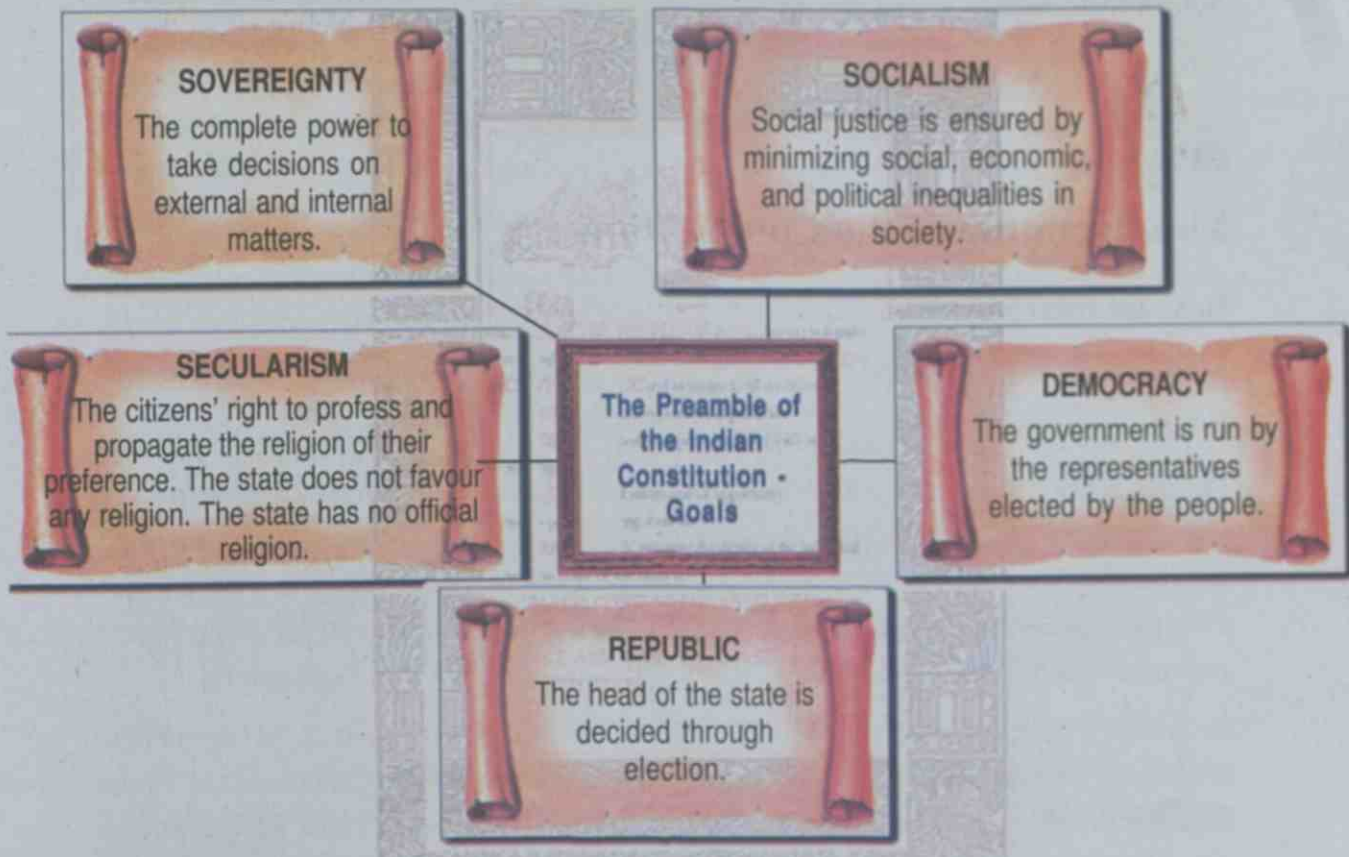 SOVEREIGNTY
The complete power to
take decisions on
external and internal
matters.
SOCIALISM
Social justice is ensured by
minimizing social, economic,
and political inequalities in
society.
SECULARISM
The citizens' right to profess and
propagate the religion of their
preference. The state does not favour
any religion. The state has no official
religion.
The Preamble of
the Indian
Constitution -
Goals
DEMOCRACY
The government is run by
the representatives
elected by the people.
REPUBLIC
The head of the state is
decided through
election.